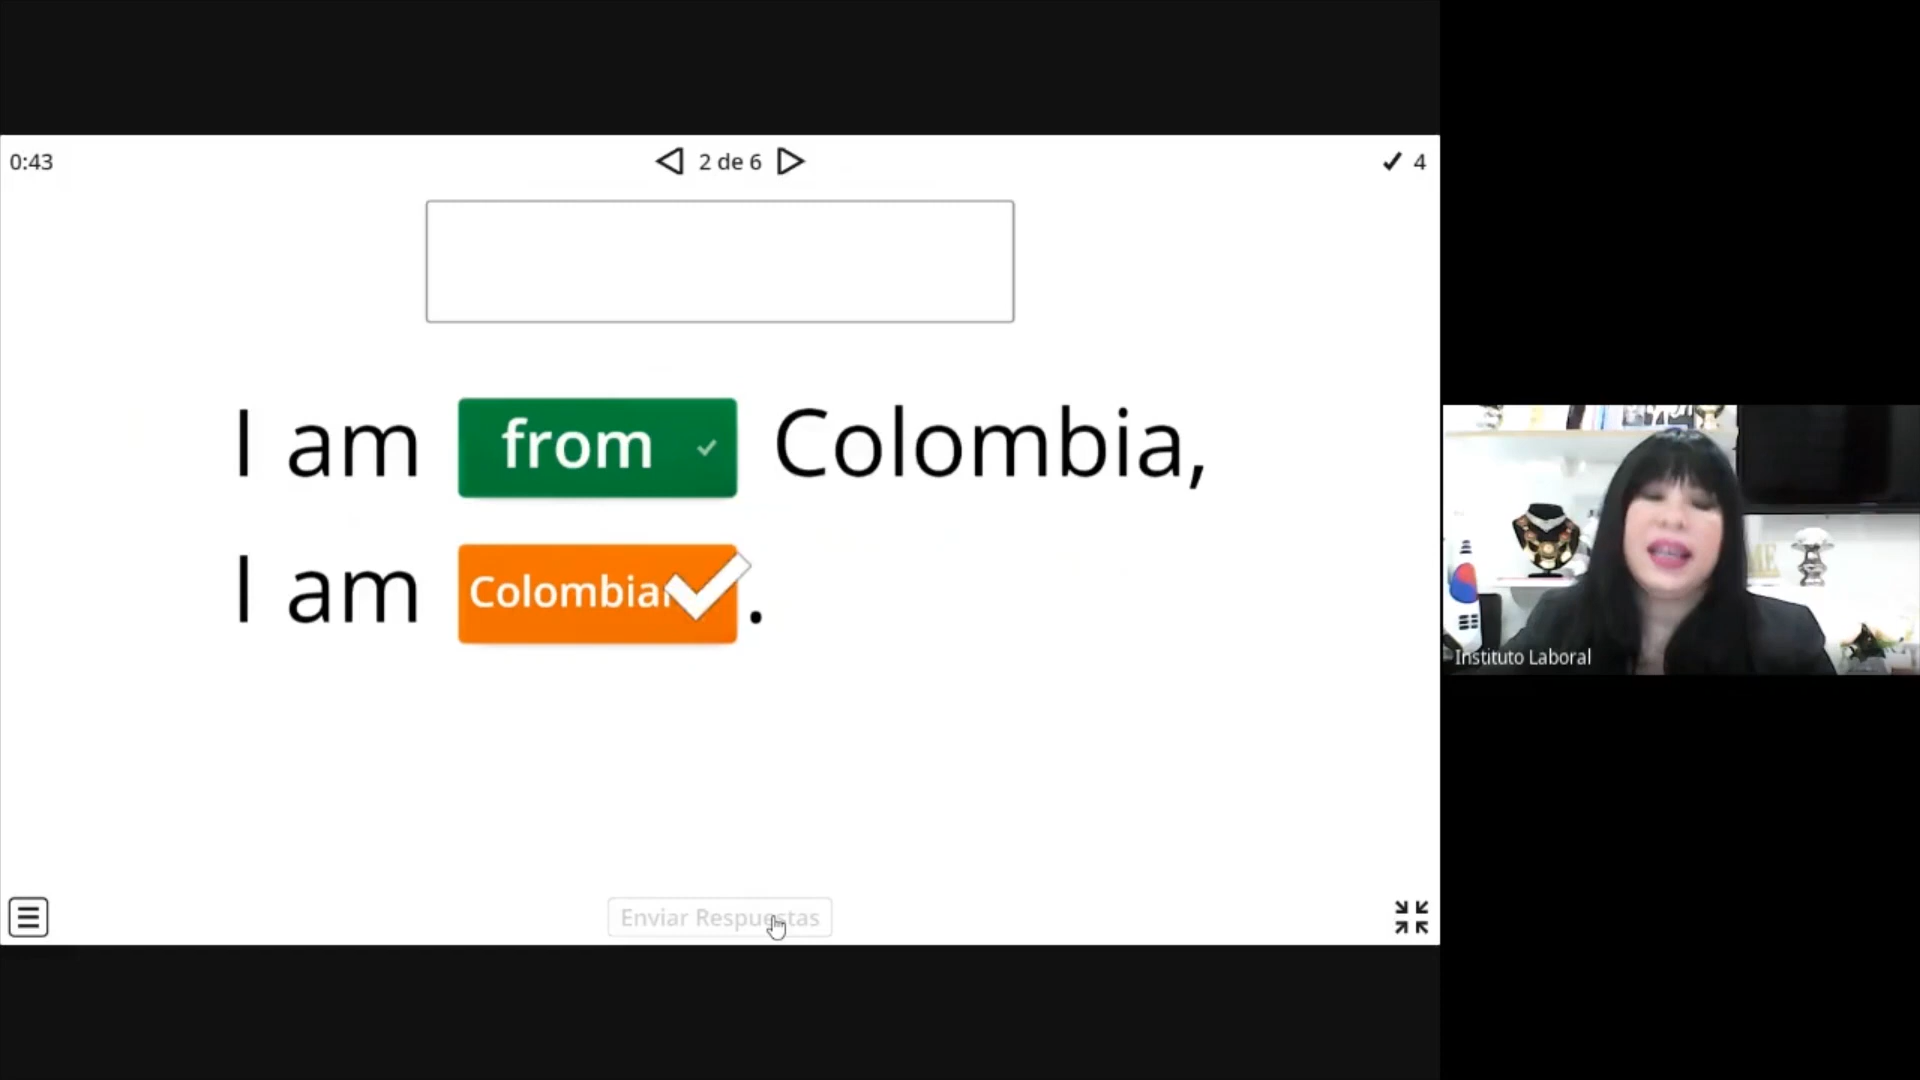 0:43
2 de 6
4
I am from Colombia,
I am Colombian.
Enviar Respuestas
Instituto Laboral